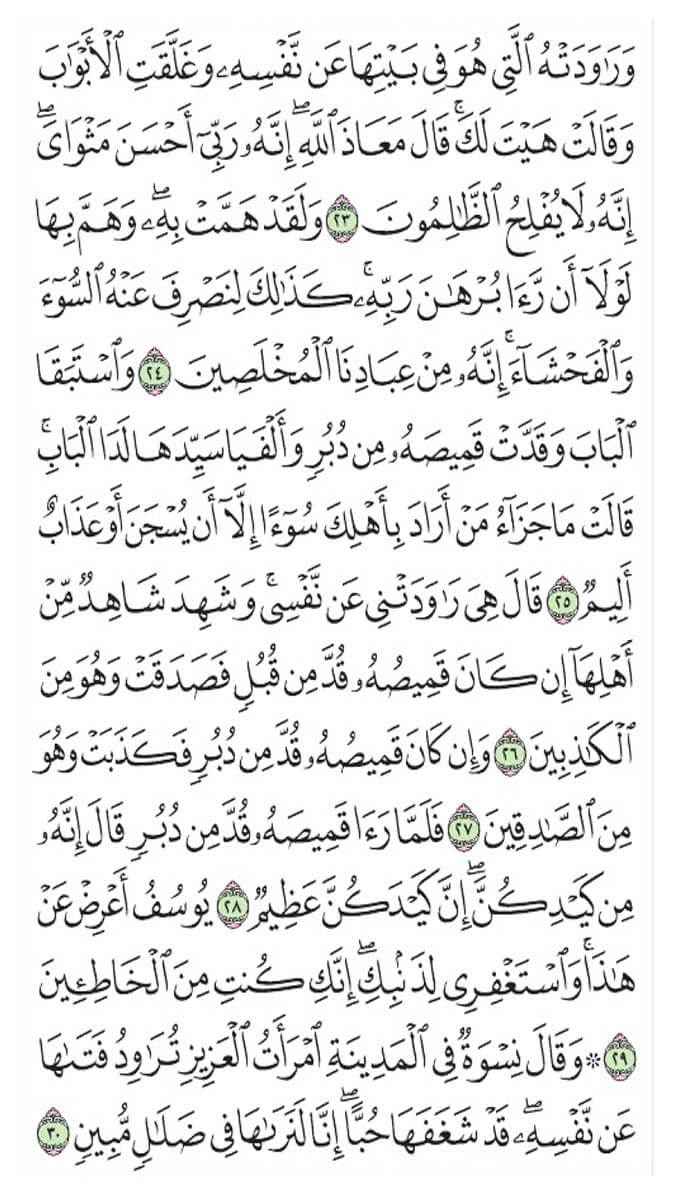 وَرَٰوَدَتْهُ ٱلَّتِى هُوَ فِى بَيْتِهَا عَن نَّفْسِهِۦ وَغَلَّقَتِ ٱلْأَبْوَٰبَ
وَقَالَتْ هَيْتَ لَكَ ۚ قَالَ مَعَاذَ ٱللَّهِ ۖ إِنَّهُۥ رَبِّىٓ أَحْسَنَ مَثْوَاىَ ۖ
إِنَّهُۥ لَا يُفْلِحُ ٱلظَّٰلِمُونَ ٢٣ وَلَقَدْ هَمَّتْ بِهِۦ ۖ وَهَمَّ بِهَا
لَوْلَآ أَن رَّءَا بُرْهَٰنَ رَبِّهِۦ ۚ كَذَٰلِكَ لِنَصْرِفَ عَنْهُ ٱلسُّوٓءَ
وَٱلْفَحْشَآءَ ۚ إِنَّهُۥ مِنْ عِبَادِنَا ٱلْمُخْلَصِينَ ٢٤ وَٱسْتَبَقَا
ٱلْبَابَ وَقَدَّتْ قَمِيصَهُۥ مِن دُبُرٍ وَأَلْفَيَا سَيِّدَهَا لَدَا ٱلْبَابِ ۚ
قَالَتْ مَا جَزَآءُ مَنْ أَرَادَ بِأَهْلِكَ سُوٓءًا إِلَّآ أَن يُسْجَنَ أَوْ عَذَابٌ
أَلِيمٌ ٢٥ قَالَ هِىَ رَٰوَدَتْنِى عَن نَّفْسِى ۚ وَشَهِدَ شَاهِدٌ مِّنْ
أَهْلِهَآ إِن كَانَ قَمِيصُهُۥ قُدَّ مِن قُبُلٍ فَصَدَقَتْ وَهُوَ مِنَ
ٱلْكَٰذِبِينَ ٢٦ وَإِن كَانَ قَمِيصُهُۥ قُدَّ مِن دُبُرٍ فَكَذَبَتْ وَهُوَ
مِنَ ٱلصَّٰدِقِينَ ٢٧ فَلَمَّا رَءَا قَمِيصَهُۥ قُدَّ مِن دُبُرٍ قَالَ إِنَّهُۥ
مِن كَيْدِكُنَّ ۖ إِنَّ كَيْدَكُنَّ عَظِيمٌ ٢٨ يُوسُفُ أَعْرِضْ عَنْ
هَٰذَا ۚ وَٱسْتَغْفِرِى لِذَنۢبِكِ ۖ إِنَّكِ كُنتِ مِنَ ٱلْخَاطِـِٔينَ
٢٩ * وَقَالَ نِسْوَةٌ فِى ٱلْمَدِينَةِ ٱمْرَأَتُ ٱلْعَزِيزِ تُرَٰوِدُ فَتَىٰهَا
عَن نَّفْسِهِۦ ۖ قَدْ شَغَفَهَا حُبًّا ۖ إِنَّا لَنَرَىٰهَا فِى ضَلَٰلٍ مُّبِينٍ ٣٠